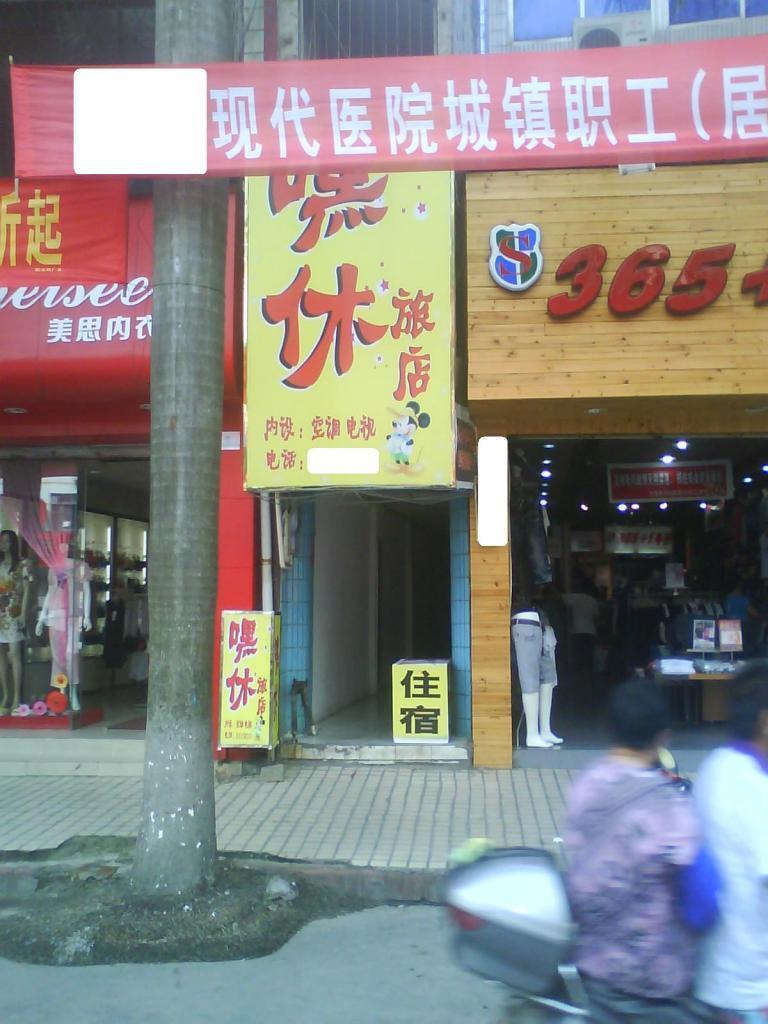 现代医院城镇职工(居
折起
美思内衣
嘿
休
旅店
内设：空调 电视
电话：
S
365+
嘿
休
旅店
住
宿